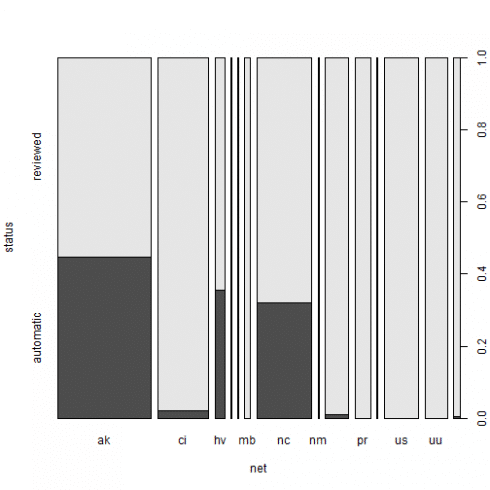 status
reviewed
automatic
1.0
0.8
0.6
0.4
0.2
0.0
ak ci hv mb nc nm pr us uu
net